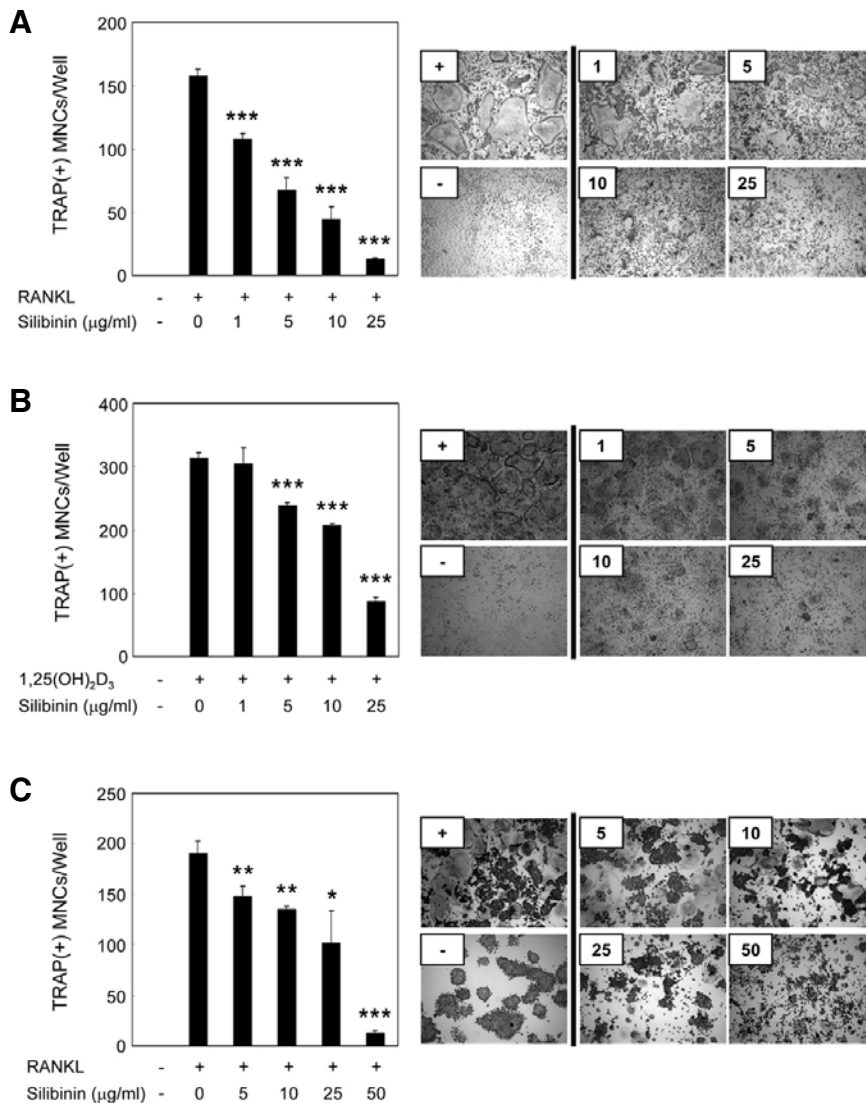 A
TRAP(+) MNCs/Well
200
150
100
50
0
***
***
***
***
RANKL - + + + + +
Silibinin (μg/ml) - 0 1 5 10 25
+ 1 5
- 10 25
B
TRAP(+) MNCs/Well
400
300
200
100
0
***
***
***
1,25(OH)₂D₃ - + + + + +
Silibinin (μg/ml) - 0 1 5 10 25
+ 1 5
- 10 25
C
TRAP(+) MNCs/Well
250
200
150
100
50
0
**
**
*
***
RANKL - + + + + +
Silibinin (μg/ml) - 0 5 10 25 50
+ 5 10
- 25 50